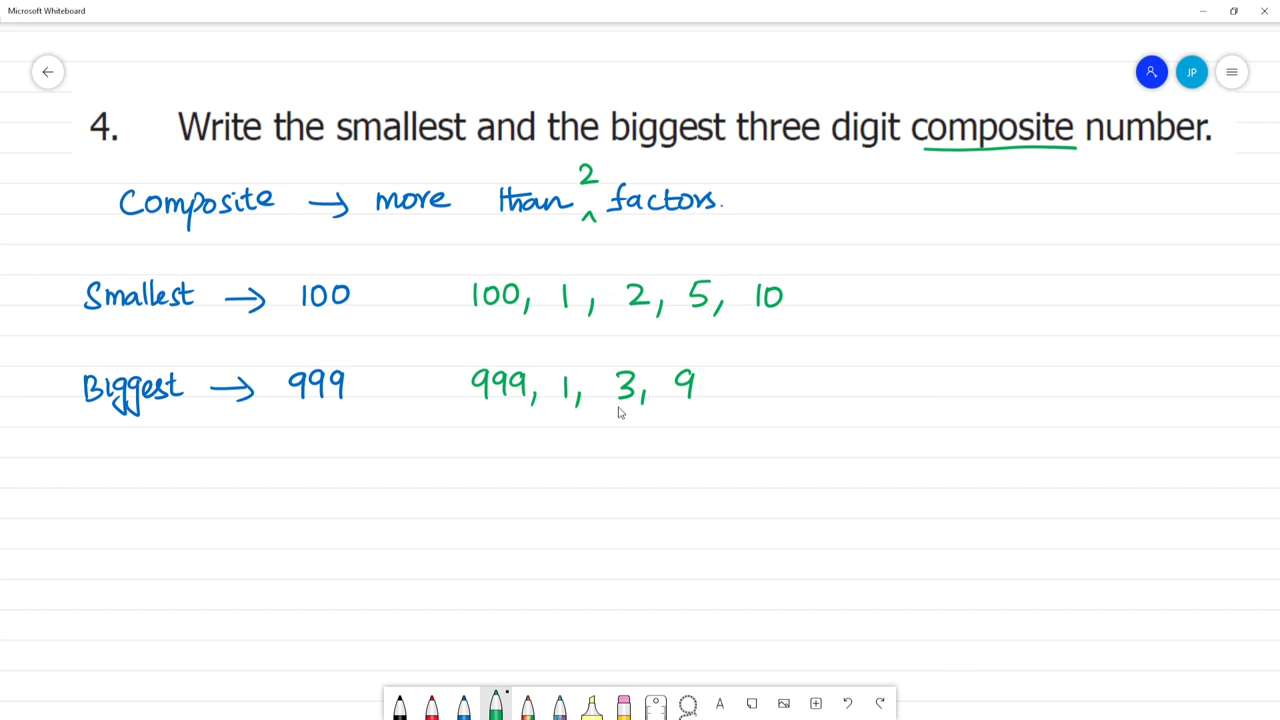 Microsoft Whiteboard
JP
4. Write the smallest and the biggest three digit composite number.
2
Composite → more than ^ factors.
Smallest → 100 100, 1, 2, 5, 10
Biggest → 999 999, 1, 3, 9
A